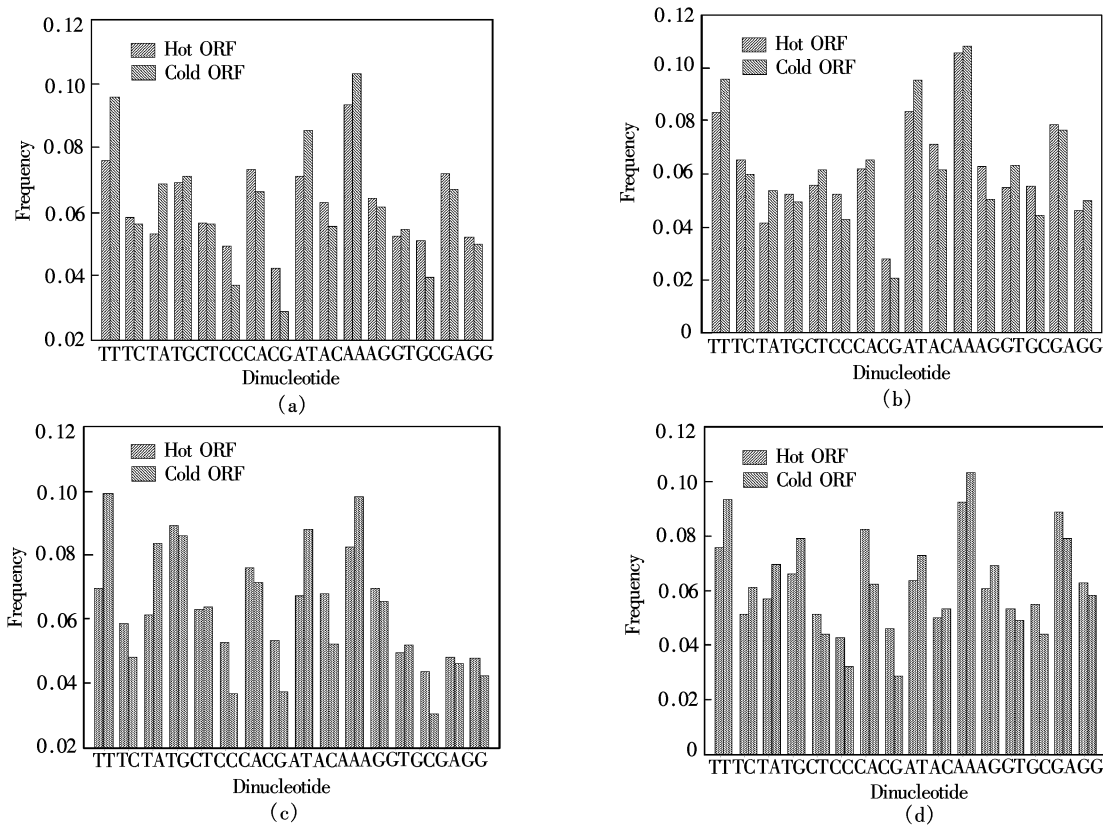 0.12
0.10
0.08
0.06
0.04
0.02
Frequency
Hot ORF
Cold ORF
TTTCTATGCTCCCACGATACAAAGGTGCGAGG
Dinucleotide
(a)
0.12
0.10
0.08
0.06
0.04
0.02
0
Frequency
Hot ORF
Cold ORF
TTTCTATGCTCCCACGATACAAAGGTGCGAGG
Dinucleotide
(b)
0.12
0.10
0.08
0.06
0.04
0.02
Frequency
Hot ORF
Cold ORF
TTTCTATGCTCCCACGATACAAAGGTGCGAGG
Dinucleotide
(c)
0.12
0.10
0.08
0.06
0.04
0.02
0
Frequency
Hot ORF
Cold ORF
TTTCTATGCTCCCACGATACAAAGGTGCGAGG
Dinucleotide
(d)